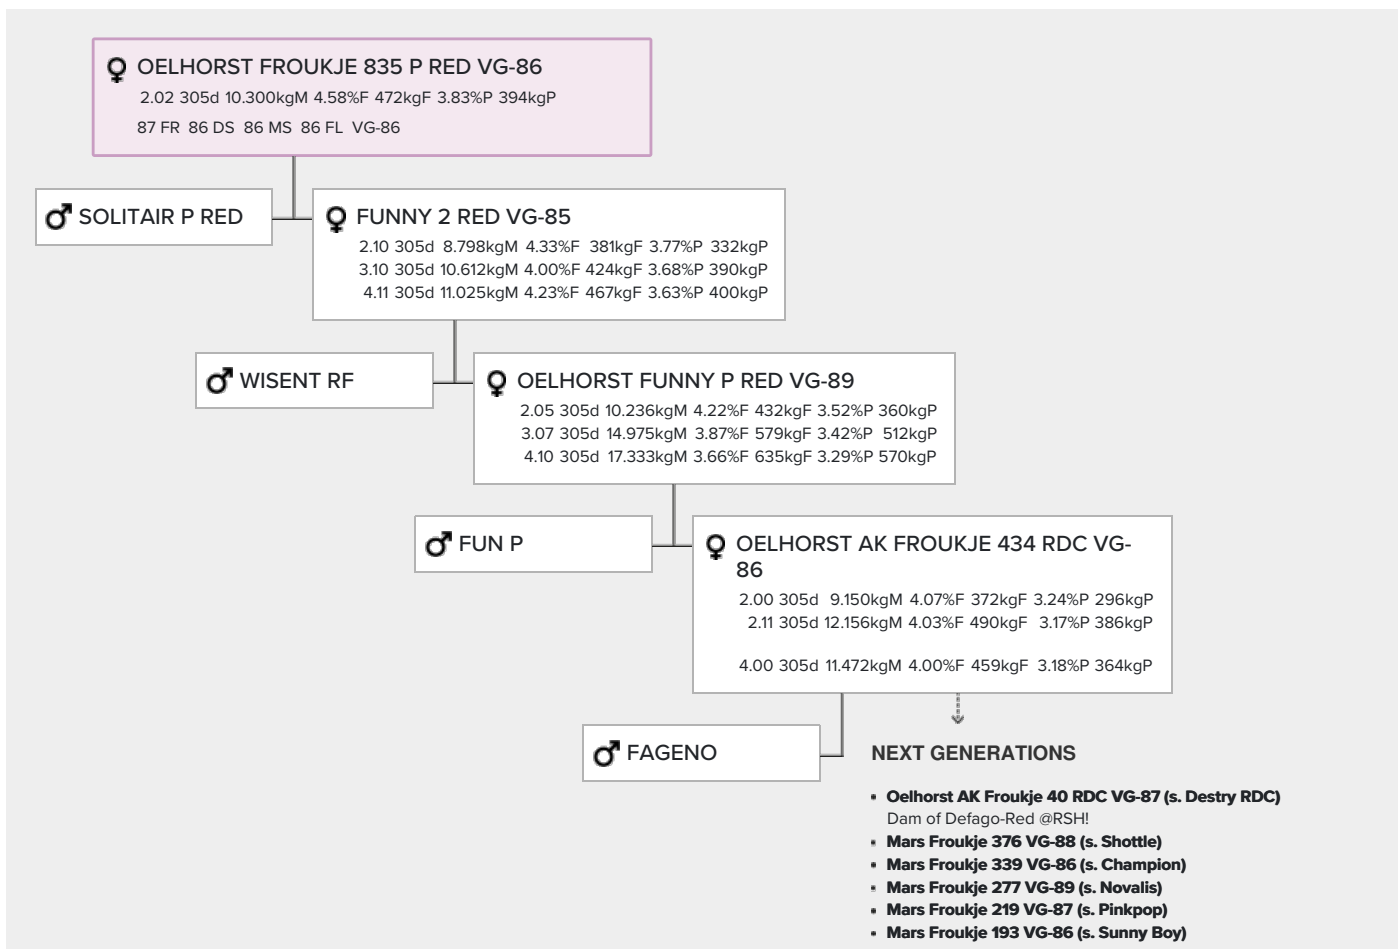 OELHORST FROUKJE 835 P RED VG-86
2.02 305d 10.300kgM 4.58%F 472kgF 3.83%P 394kgP
87 FR 86 DS 86 MS 86 FL VG-86
SOLITAIR P RED
FUNNY 2 RED VG-85
2.10 305d 8.798kgM 4.33%F 381kgF 3.77%P 332kgP
3.10 305d 10.612kgM 4.00%F 424kgF 3.68%P 390kgP
4.11 305d 11.025kgM 4.23%F 467kgF 3.63%P 400kgP
WISENT RF
OELHORST FUNNY P RED VG-89
2.05 305d 10.236kgM 4.22%F 432kgF 3.52%P 360kgP
3.07 305d 14.975kgM 3.87%F 579kgF 3.42%P 512kgP
4.10 305d 17.333kgM 3.66%F 635kgF 3.29%P 570kgP
FUN P
OELHORST AK FROUKJE 434 RDC VG-
86
2.00 305d 9.150kgM 4.07%F 372kgF 3.24%P 296kgP
2.11 305d 12.156kgM 4.03%F 490kgF 3.17%P 386kgP
4.00 305d 11.472kgM 4.00%F 459kgF 3.18%P 364kgP
FAGENO
NEXT GENERATIONS
• Oelhorst AK Froukje 40 RDC VG-87 (s. Destry RDC)
Dam of Defago-Red @RSH!
• Mars Froukje 376 VG-88 (s. Shottle)
• Mars Froukje 339 VG-86 (s. Champion)
• Mars Froukje 277 VG-89 (s. Novalis)
• Mars Froukje 219 VG-87 (s. Pinkpop)
• Mars Froukje 193 VG-86 (s. Sunny Boy)